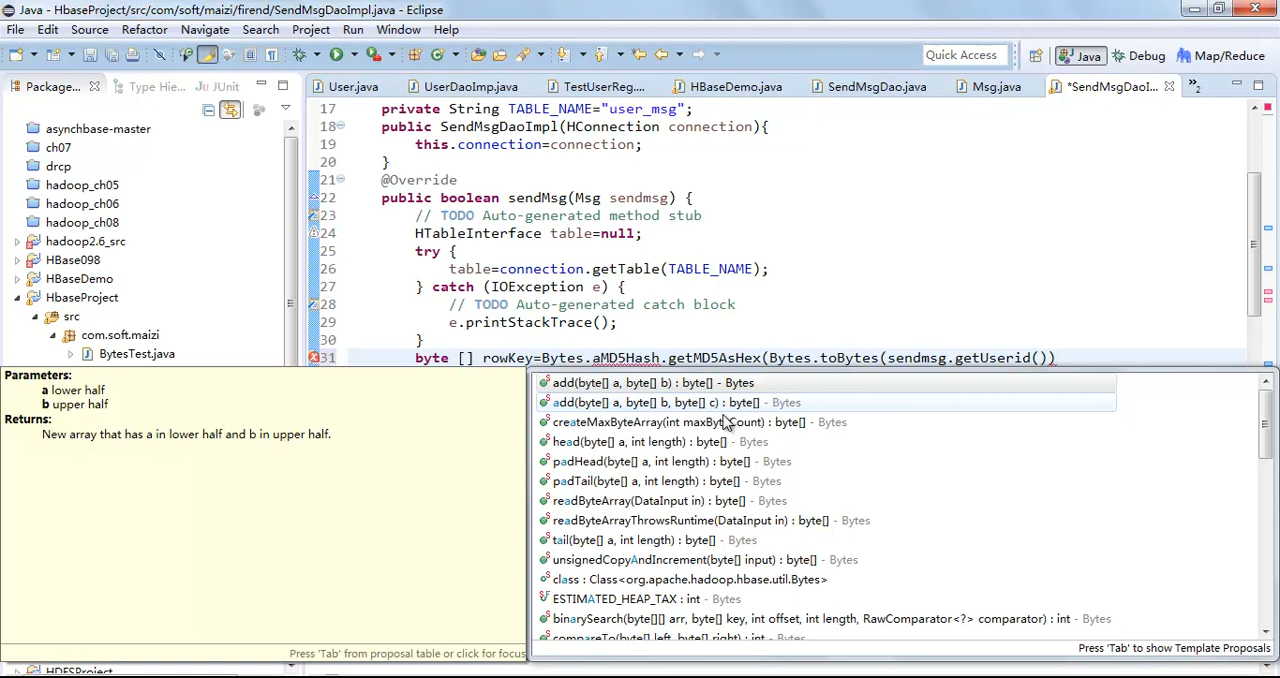 Java - HbaseProject/src/com/soft/maizi/firend/SendMsgDaoImpl.java - Eclipse
File Edit Source Refactor Navigate Search Project Run Window Help
Quick Access Java Debug Map/Reduce
Package... Type Hie... JUnit
User.java UserDaImp.java TestUserReg.... HBaseDemo.java SendMsgDao.java Msg.java *SendMsgDaoI... »2
asynchbase-master
ch07
drcp
hadoop_ch05
hadoop_ch06
hadoop_ch08
hadoop2.6_src
HBase098
HBaseDemo
HbaseProject
src
com.soft.maizi
BytesTest.java
17 private String TABLE_NAME="user_msg";
18 public SendMsgDaoImpl(HConnection connection){
19 this.connection=connection;
20 }
21 @Override
22 public boolean sendMsg(Msg sendmsg) {
23 // TODO Auto-generated method stub
24 HTableInterface table=null;
25 try {
26 table=connection.getTable(TABLE_NAME);
27 } catch (IOException e) {
28 // TODO Auto-generated catch block
29 e.printStackTrace();
30 }
31 byte [] rowKey=Bytes.aMD5Hash.getMD5AsHex(Bytes.toBytes(sendmsg.getUserid())
Parameters:
a lower half
b upper half
Returns:
New array that has a in lower half and b in upper half.
Press 'Tab' from proposal table or click for focus
add(byte[] a, byte[] b) : byte[] - Bytes
add(byte[] a, byte[] b, byte[] c) : byte[] - Bytes
createMaxByteArray(int maxByteCount) : byte[] - Bytes
head(byte[] a, int length) : byte[] - Bytes
padHead(byte[] a, int length) : byte[] - Bytes
padTail(byte[] a, int length) : byte[] - Bytes
readByteArray(DataInput in) : byte[] - Bytes
readByteArrayThrowsRuntime(DataInput in) : byte[] - Bytes
tail(byte[] a, int length) : byte[] - Bytes
unsignedCopyAndIncrement(byte[] input) : byte[] - Bytes
class : Class<org.apache.hadoop.hbase.util.Bytes>
ESTIMATED_HEAP_TAX : int - Bytes
binarySearch(byte[][] arr, byte[] key, int offset, int length, RawComparator<?> comparator) : int - Bytes
compareTo(byte[] left, byte[] right) : int - Bytes
Press 'Tab' to show Template Proposals
HDFSProject